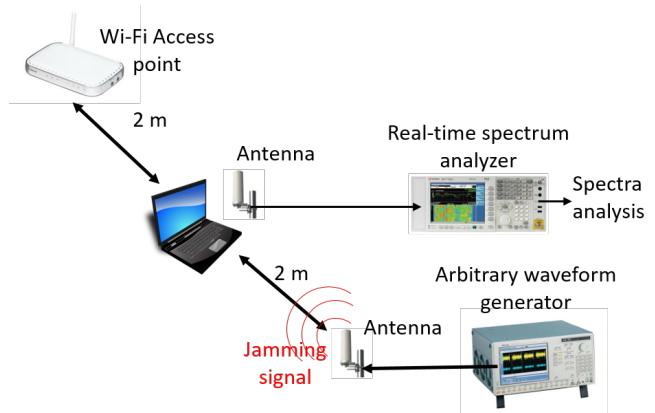 Wi-Fi Access
point
2 m
Antenna
Real-time spectrum
analyzer
Spectra
analysis
2 m
Arbitrary waveform
generator
Antenna
Jamming
signal